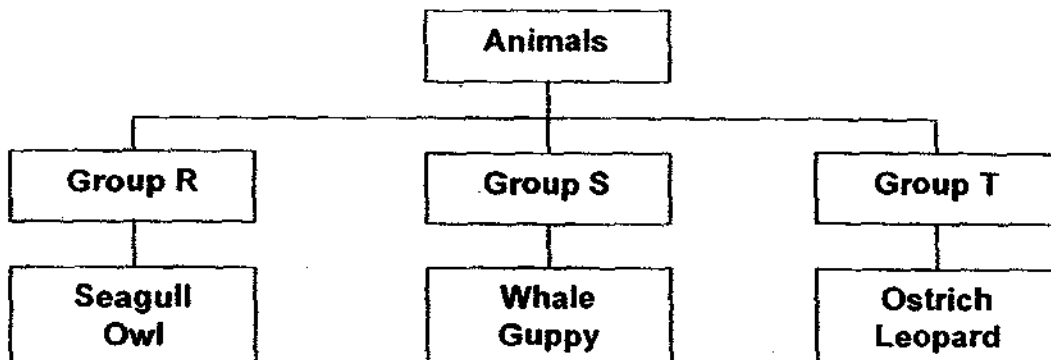 Animals
Group R
Group S
Group T
Seagull
Owl
Whale
Guppy
Ostrich
Leopard